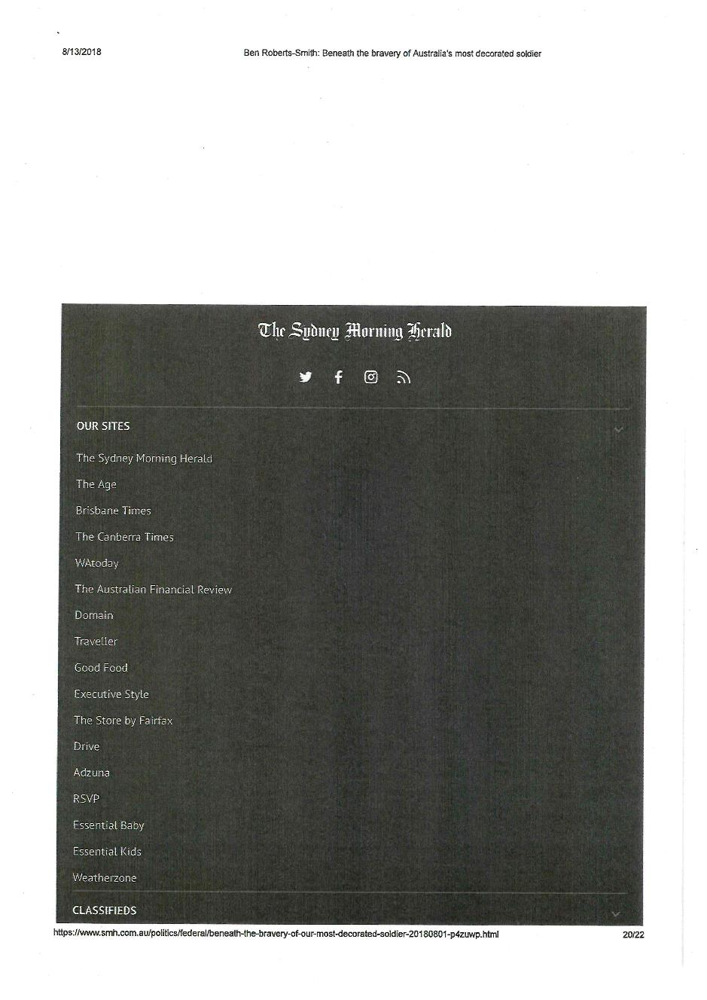 8/13/2018
Ben Roberts-Smith: Beneath the bravery of Australia's most decorated soldier
The Sydney Morning Herald
OUR SITES
The Sydney Morning Herald
The Age
Brisbane Times
The Canberra Times
WAtoday
The Australian Financial Review
Domain
Traveller
Good Food
Executive Style
The Store by Fairfax
Drive
Adzuna
RSVP
Essential Baby
Essential Kids
Weatherzone
CLASSIFIEDS
https://www.smh.com.au/politics/federal/beneath-the-bravery-of-our-most-decorated-soldier-20180801-p4zuwp.html
20/22